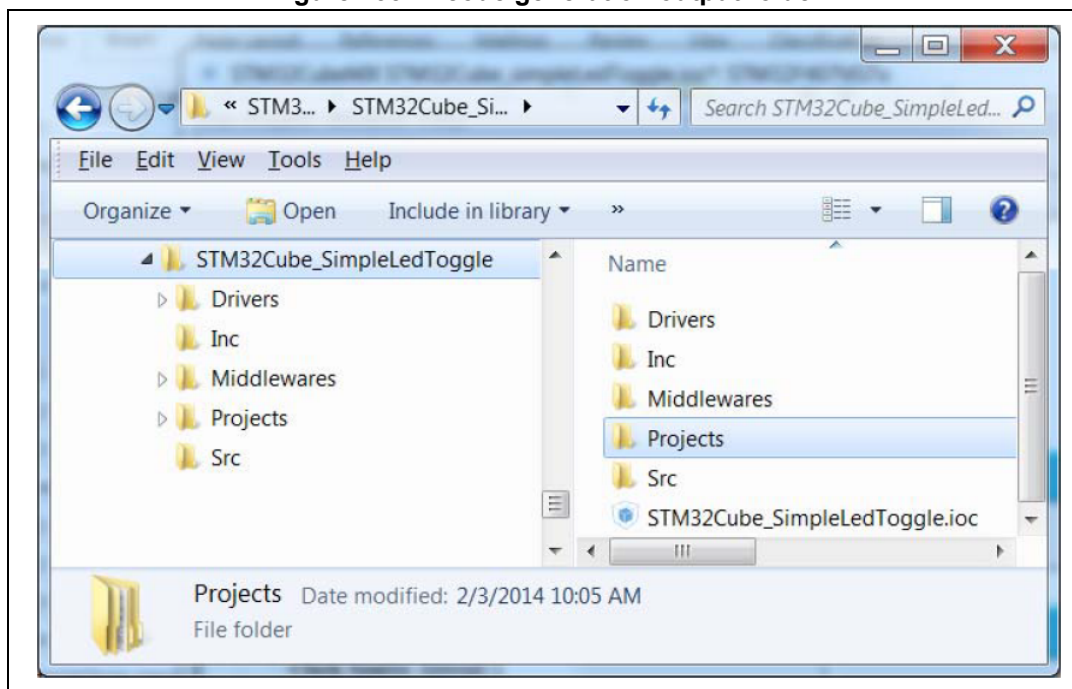 « STM3... ▸ STM32Cube_Si... ▸ Search STM32Cube_SimpleLed...
File Edit View Tools Help
Organize Open Include in library »
STM32Cube_SimpleLedToggle
Drivers
Inc
Middlewares
Projects
Src
Name
Drivers
Inc
Middlewares
Projects
Src
STM32Cube_SimpleLedToggle.ioc
Projects Date modified: 2/3/2014 10:05 AM
File folder